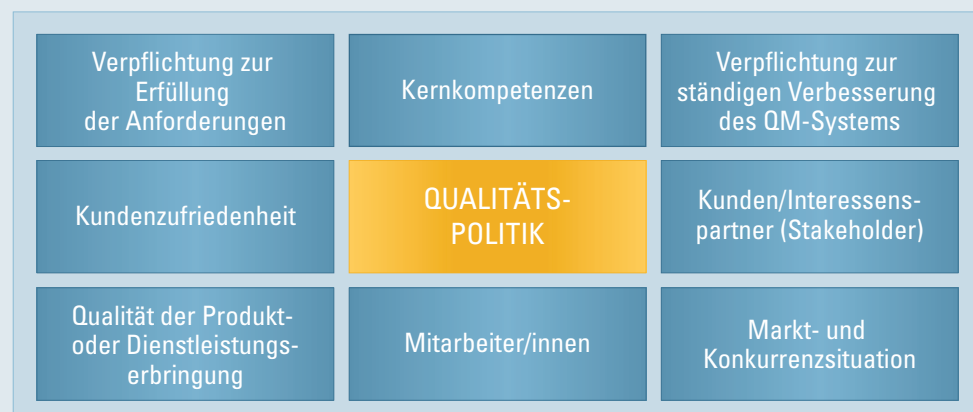 Verpflichtung zur
Erfüllung
der Anforderungen
Kernkompetenzen
Verpflichtung zur
ständigen Verbesserung
des QM-Systems
Kundenzufriedenheit
QUALITÄTS-
POLITIK
Kunden/Interessens-
partner (Stakeholder)
Qualität der Produkt-
oder Dienstleistungs-
erbringung
Mitarbeiter/innen
Markt- und
Konkurrenzsituation